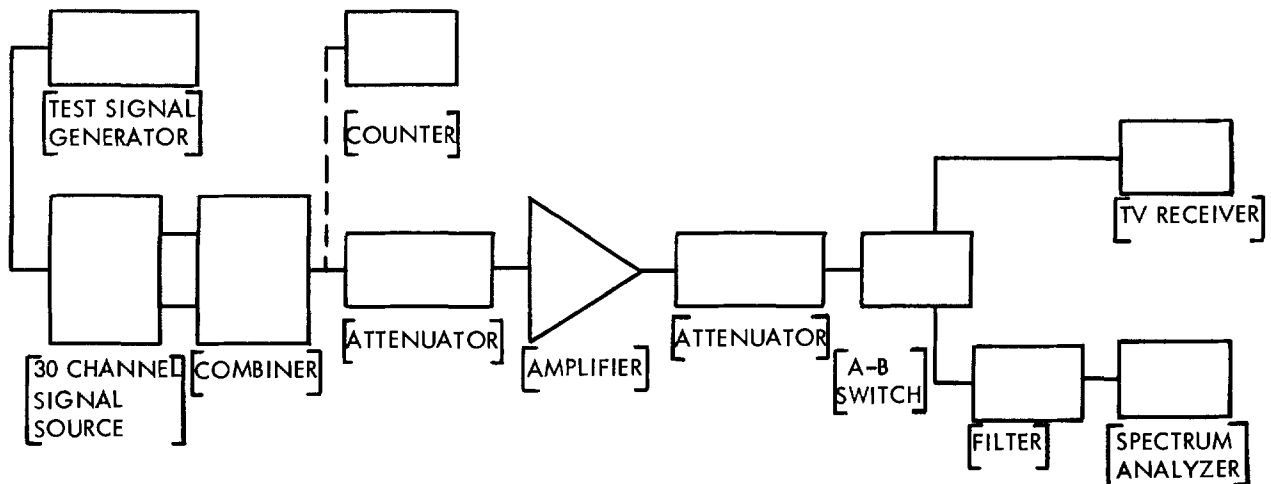 TEST SIGNAL
GENERATOR
COUNTER
TV RECEIVER
30 CHANNEL
SIGNAL
SOURCE
COMBINER
ATTENUATOR
AMPLIFIER
ATTENUATOR
A-B
SWITCH
FILTER
SPECTRUM
ANALYZER